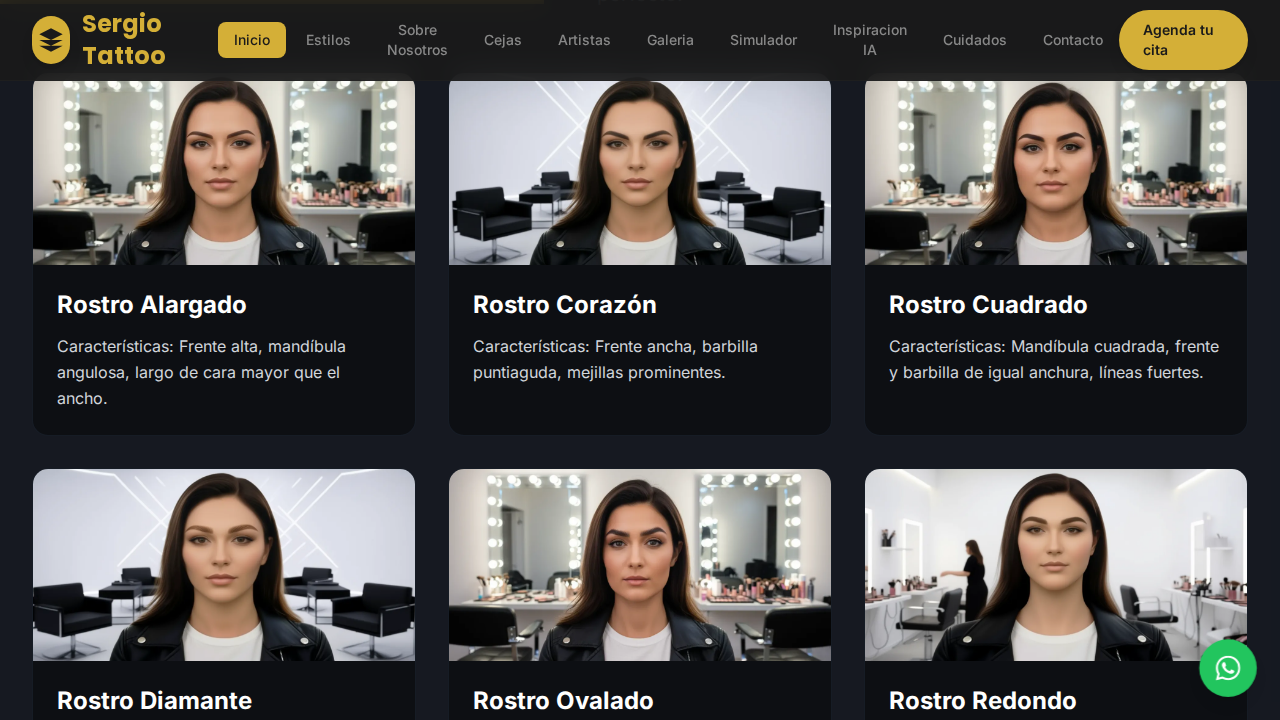 Sergio
Tattoo
Inicio
Estilos
Sobre
Nosotros
Cejas
Artistas
Galeria
Simulador
Inspiracion
IA
Cuidados
Contacto
Agenda tu
cita
Rostro Alargado
Características: Frente alta, mandíbula
angulosa, largo de cara mayor que el
ancho.
Rostro Corazón
Características: Frente ancha, barbilla
puntiaguda, mejillas prominentes.
Rostro Cuadrado
Características: Mandíbula cuadrada, frente
y barbilla de igual anchura, líneas fuertes.
Rostro Diamante
Rostro Ovalado
Rostro Redondo